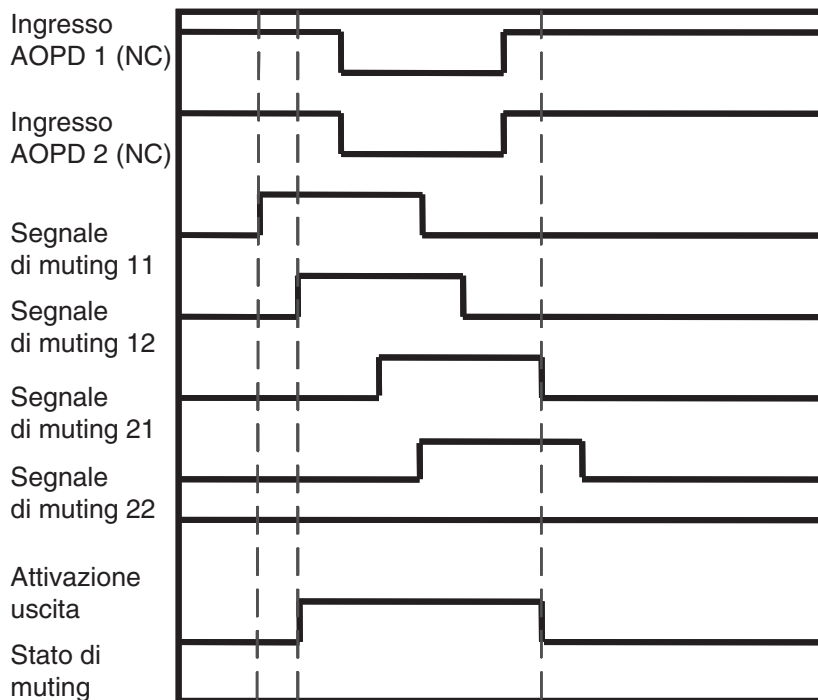 Ingresso
AOPD 1 (NC)
Ingresso
AOPD 2 (NC)
Segnale
di muting 11
Segnale
di muting 12
Segnale
di muting 21
Segnale
di muting 22
Attivazione
uscita
Stato di
muting